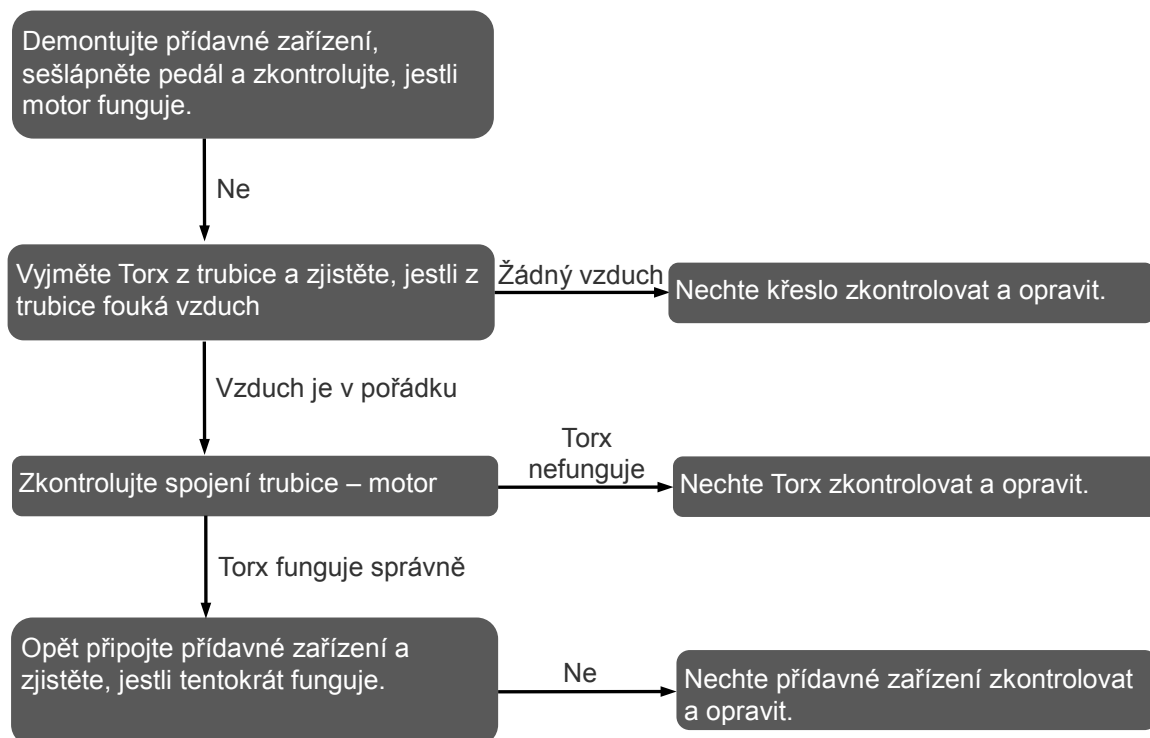 Demontujte přídavné zařízení,
sešlápněte pedál a zkontrolujte, jestli
motor funguje.
Ne
Vyjměte Torx z trubice a zjistěte, jestli z
trubice fouká vzduch
Žádný vzduch
Nechte křeslo zkontrolovat a opravit.
Vzduch je v pořádku
Zkontrolujte spojení trubice – motor
Torx
nefunguje
Nechte Torx zkontrolovat a opravit.
Torx funguje správně
Opět připojte přídavné zařízení a
zjistěte, jestli tentokrát funguje.
Ne
Nechte přídavné zařízení zkontrolovat
a opravit.